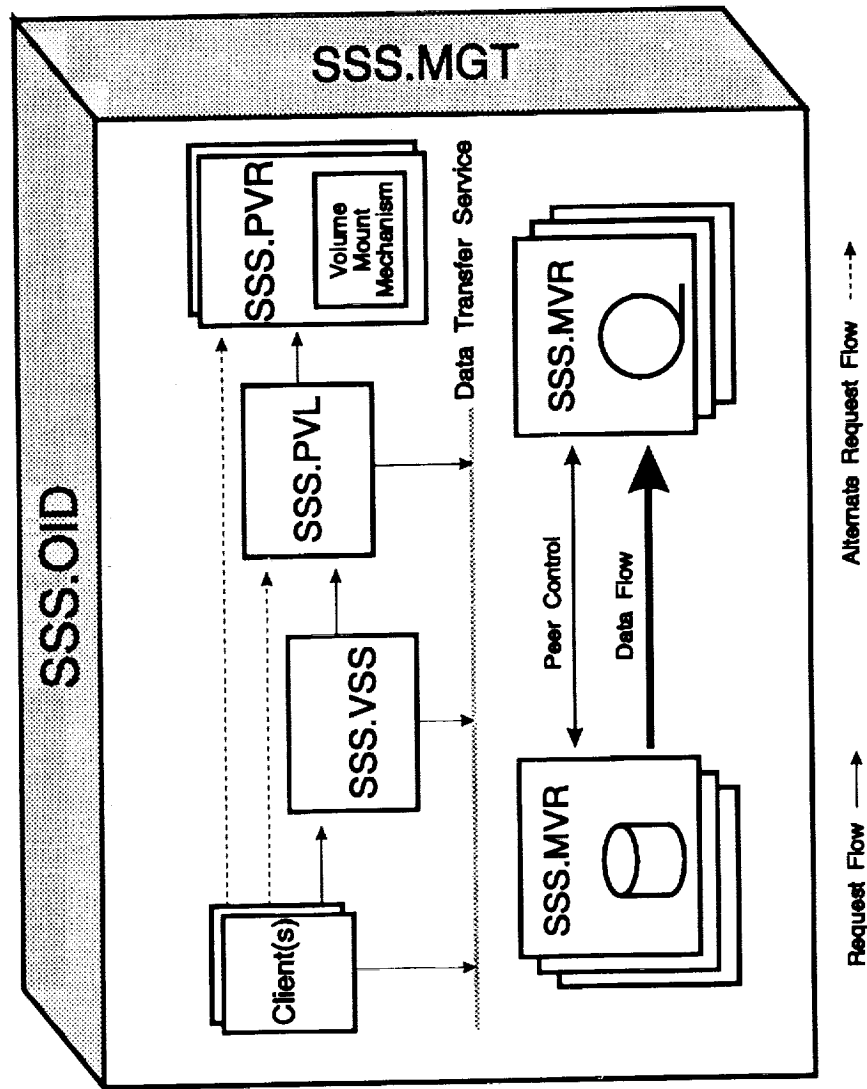 SSS.OID
SSS.MGT
Client(s)
SSS.VSS
SSS.PVL
SSS.PVR
Volume
Mount
Mechanism
Data Transfer Service
SSS.MVR
Peer Control
Data Flow
SSS.MVR
Request Flow
Alternate Request Flow